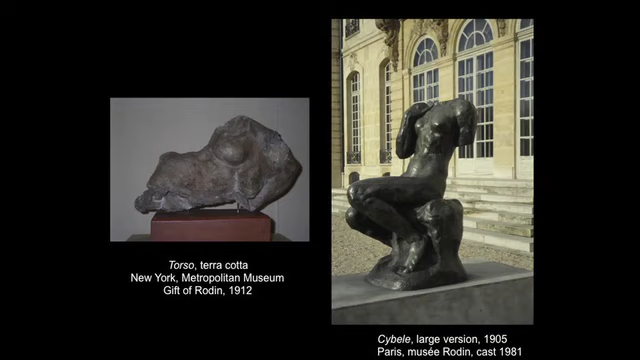 Torso, terra cotta
New York, Metropolitan Museum
Gift of Rodin, 1912
Cybele, large version, 1905
Paris, musée Rodin, cast 1981